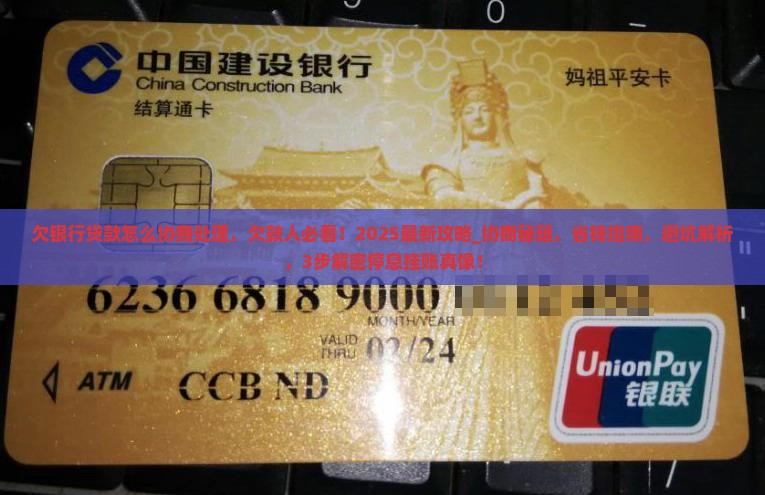 0
中国建设银行
China Construction Bank
结算通卡
妈祖平安卡
欠银行贷款怎么协商处理，欠款人必看！2025最新攻略_协商秘籍，省钱指南，避坑解析
，3步解密停息挂账真像！
6236 6818 9000
MONTH/YEAR
VALID
THRU 02/24
ATM CCB ND
UnionPay
银联